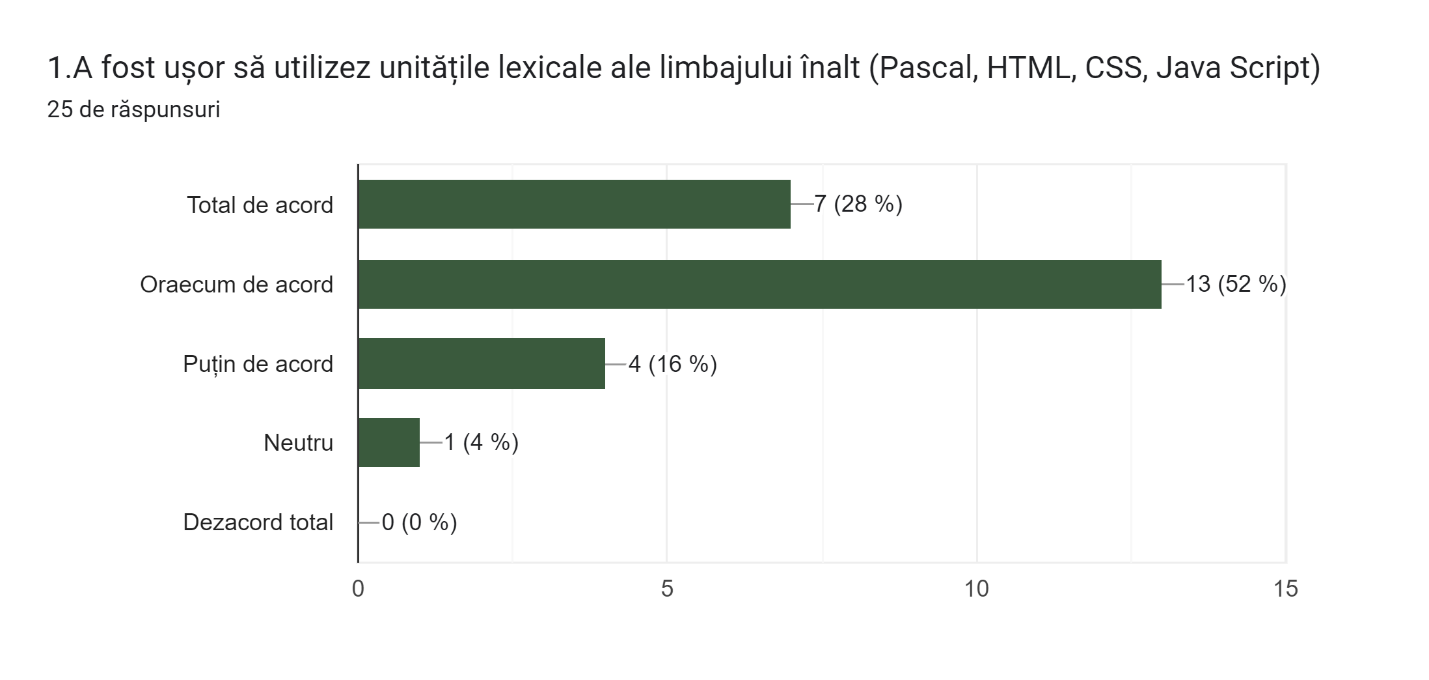 1.A fost ușor să utilizez unitățile lexicale ale limbajului înalt (Pascal, HTML, CSS, Java Script)
25 de răspunsuri
Total de acord 7 (28 %)
Oraecum de acord 13 (52 %)
Puțin de acord 4 (16 %)
Neutru 1 (4 %)
Dezacord total 0 (0 %)
0 5 10 15